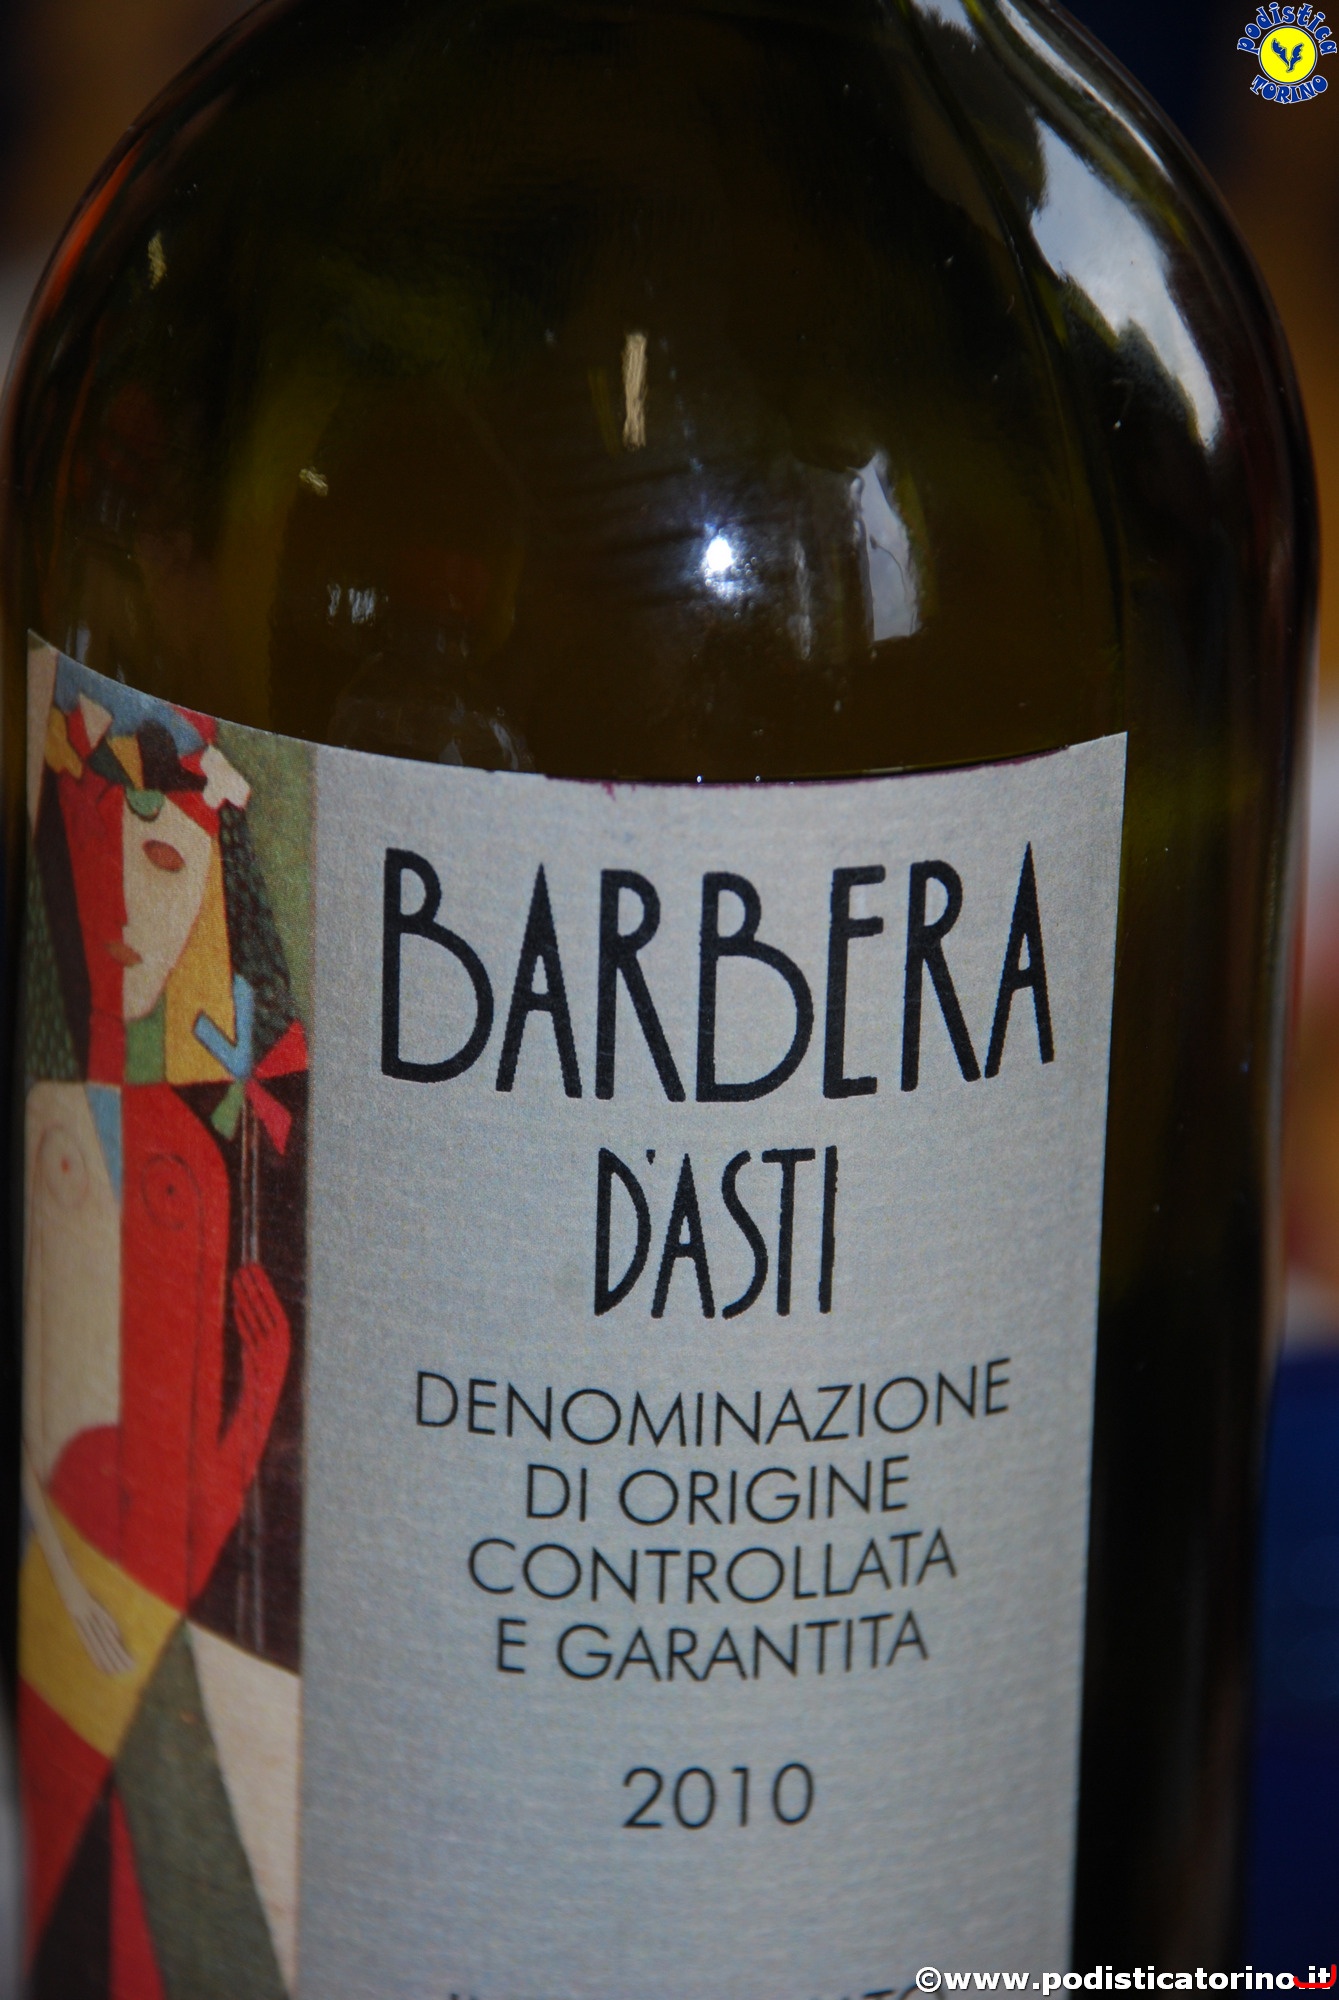 podistica
TORINO
BARBERA
D'ASTI
DENOMINAZIONE
DI ORIGINE
CONTROLLATA
E GARANTITA
2010
©www.podisticatorino.it